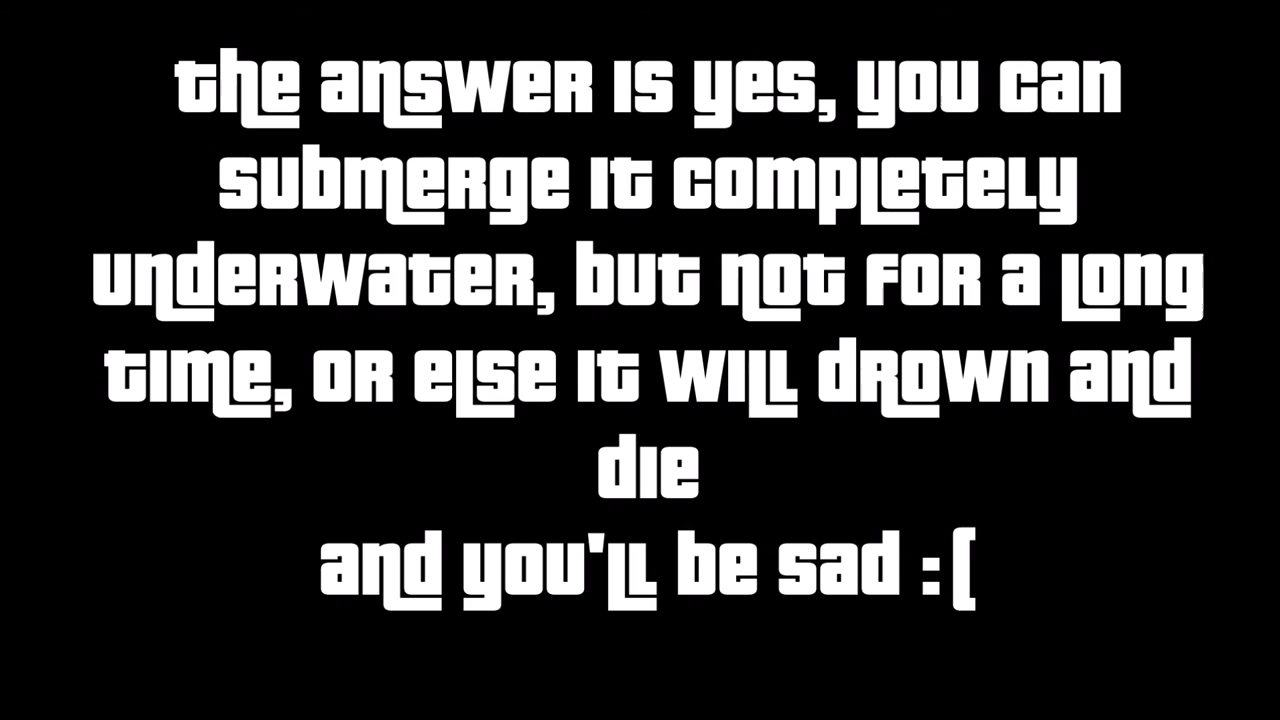 the answer is yes, you can
submerge it completely
underwater, but not for a long
time, or else it will drown and
die
and you'll be sad :(